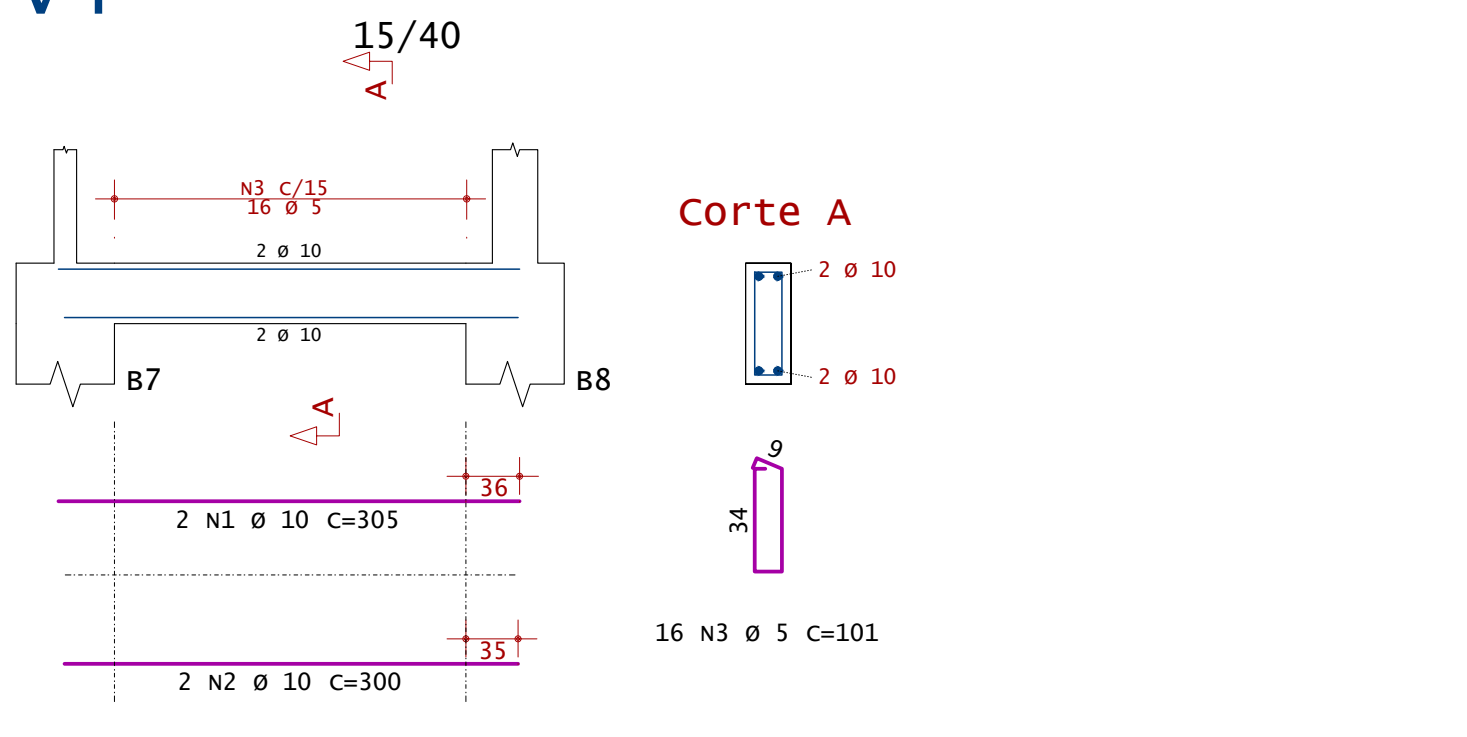 15/40
A
N3 C/15
16 Ø 5
2 Ø 10
2 Ø 10
B7
B8
A
36
2 N1 Ø 10 C=305
35
2 N2 Ø 10 C=300
Corte A
2 Ø 10
2 Ø 10
9
34
16 N3 Ø 5 C=101